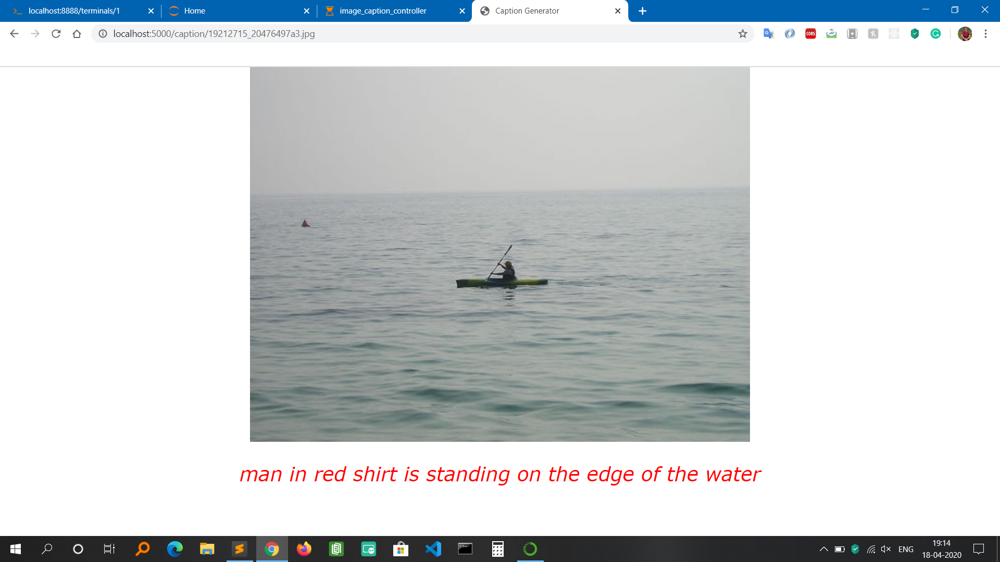 localhost:8888/terminals/1
Home
image_caption_controller
Caption Generator
localhost:5000/caption/19212715_20476497a3.jpg
CORS
man in red shirt is standing on the edge of the water
ENG
19:14
18-04-2020